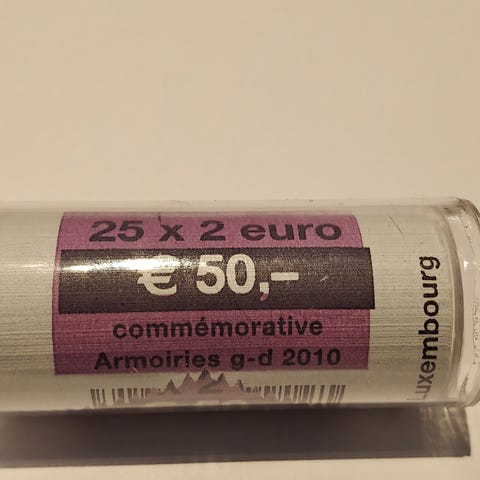 25 x 2 euro
€ 50,-
commémorative
Armoiries g-d 2010
Luxembourg